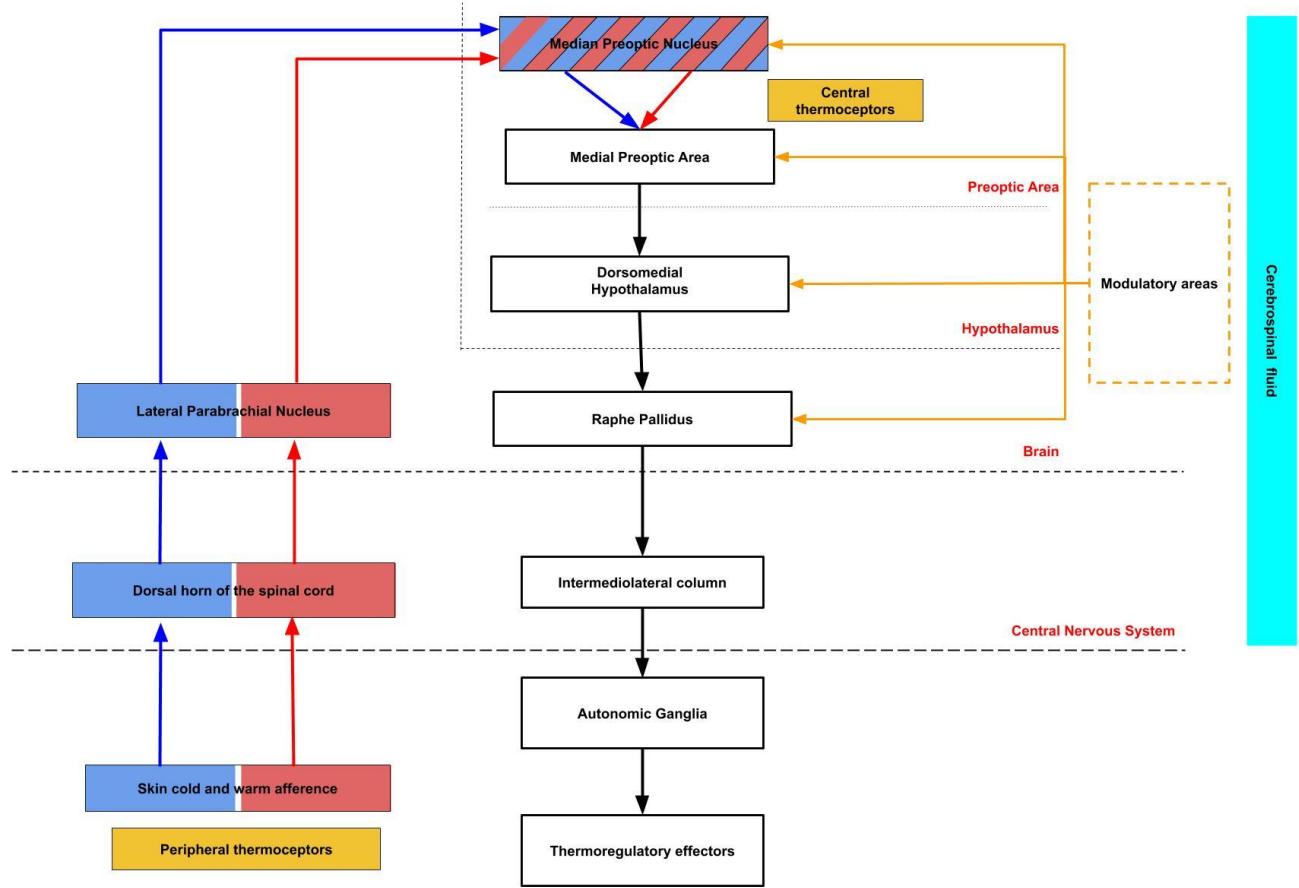 Median Preoptic Nucleus
Central
thermoceptors
Medial Preoptic Area
Preoptic Area
Dorsomedial
Hypothalamus
Modulatory areas
Cerebrospinal fluid
Hypothalamus
Lateral Parabrachial Nucleus
Raphe Pallidus
Brain
Dorsal horn of the spinal cord
Intermediolateral column
Central Nervous System
Autonomic Ganglia
Skin cold and warm afference
Peripheral thermoceptors
Thermoregulatory effectors